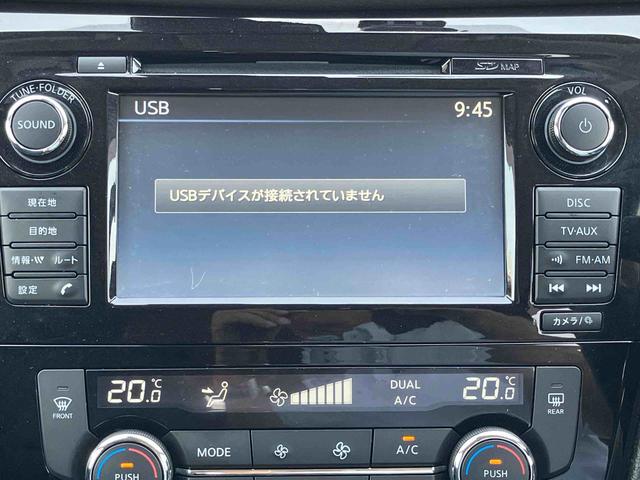 SD MAP
TUNE・FOLDER
SOUND
VOL
USB 9:45
USBデバイスが接続されていません
現在地
目的地
情報・VV ルート
設定
DISC
TV・AUX
FM・AM
カメラ/
20.0°C
DUAL
A/C
20.0°C
FRONT
REAR
MODE
A/C
PUSH
PUSH